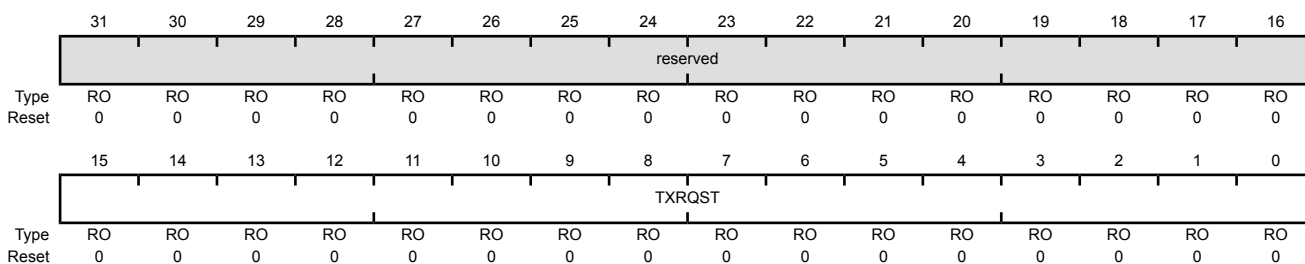 31 30 29 28 27 26 25 24 23 22 21 20 19 18 17 16
reserved
Type RO RO RO RO RO RO RO RO RO RO RO RO RO RO RO RO
Reset 0 0 0 0 0 0 0 0 0 0 0 0 0 0 0 0
15 14 13 12 11 10 9 8 7 6 5 4 3 2 1 0
TXRQST
Type RO RO RO RO RO RO RO RO RO RO RO RO RO RO RO RO
Reset 0 0 0 0 0 0 0 0 0 0 0 0 0 0 0 0